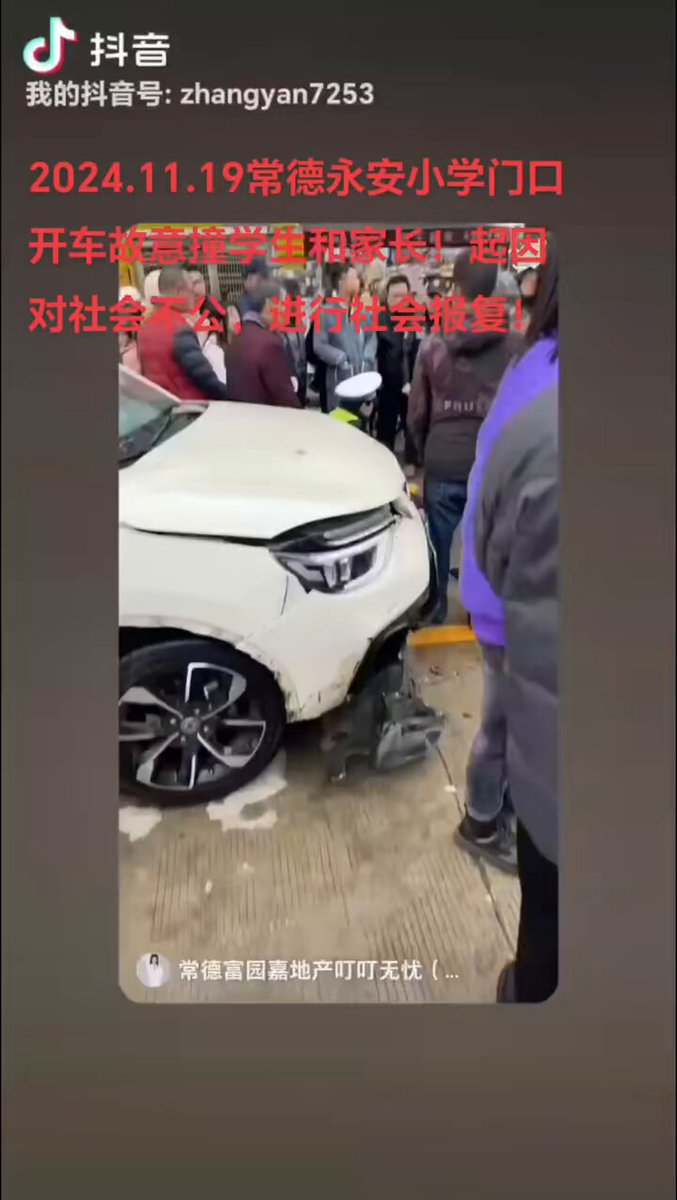 抖音
我的抖音号: zhangyan7253
2024.11.19常德永安小学门口
开车故意撞学生和家长！起因
对社会不公，进行社会报复！
常德富园嘉地产叮叮无忧（...